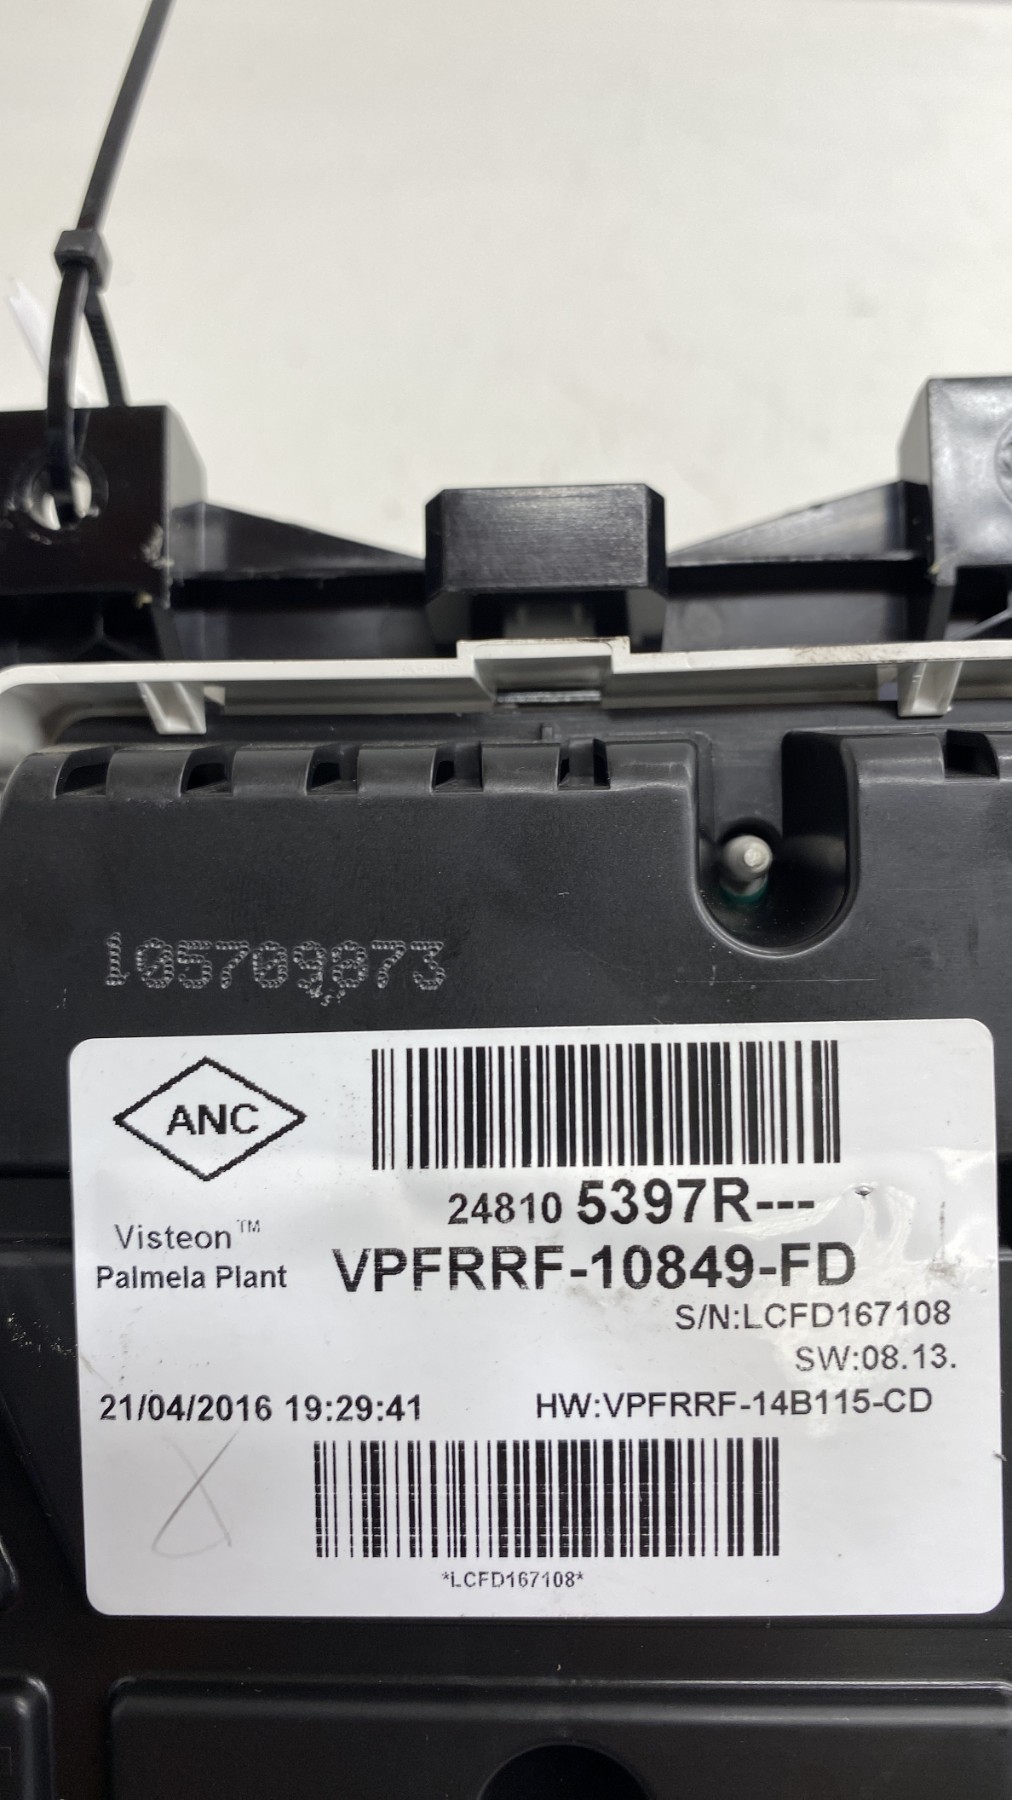 105709073
ANC
24810 5397R---
Visteon™
Palmela Plant
VPFRRF-10849-FD
S/N:LCFD167108
SW:08.13.
21/04/2016 19:29:41
HW:VPFRRF-14B115-CD
*LCFD167108*